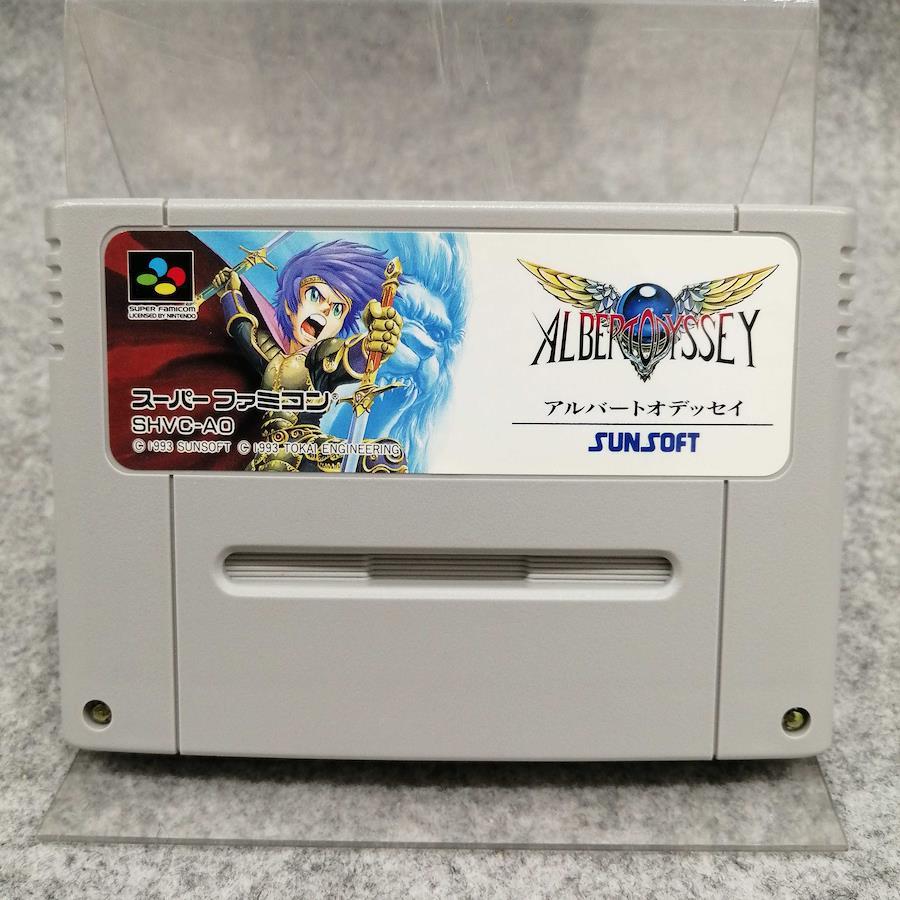 SUPER FAMICOM
LICENSED BY NINTENDO
スーパーファミコン®
SHVC-AO
© 1993 SUNSOFT © 1993 TOKAI ENGINEERING
ALBERT ODYSSEY
アルバートオデッセイ
SUNSOFT